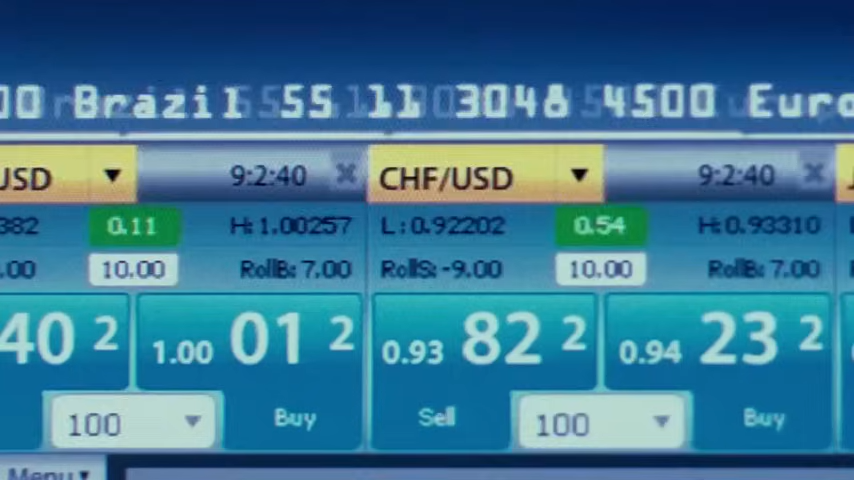 00 Brazil 55 11 3048 4500 Euro
USD ▼ 9:2:40 × CHF/USD ▼ 9:2:40 ×
382 0.11 H:1.00257 L:0.92202 0.54 H:0.93310
.00 10.00 RollB: 7.00 RollS: -9.00 10.00 RollB: 7.00
40 2 1.00 01 2 0.93 82 2 0.94 23 2
100 ▼ Buy Sell 100 ▼ Buy
Menu ▾